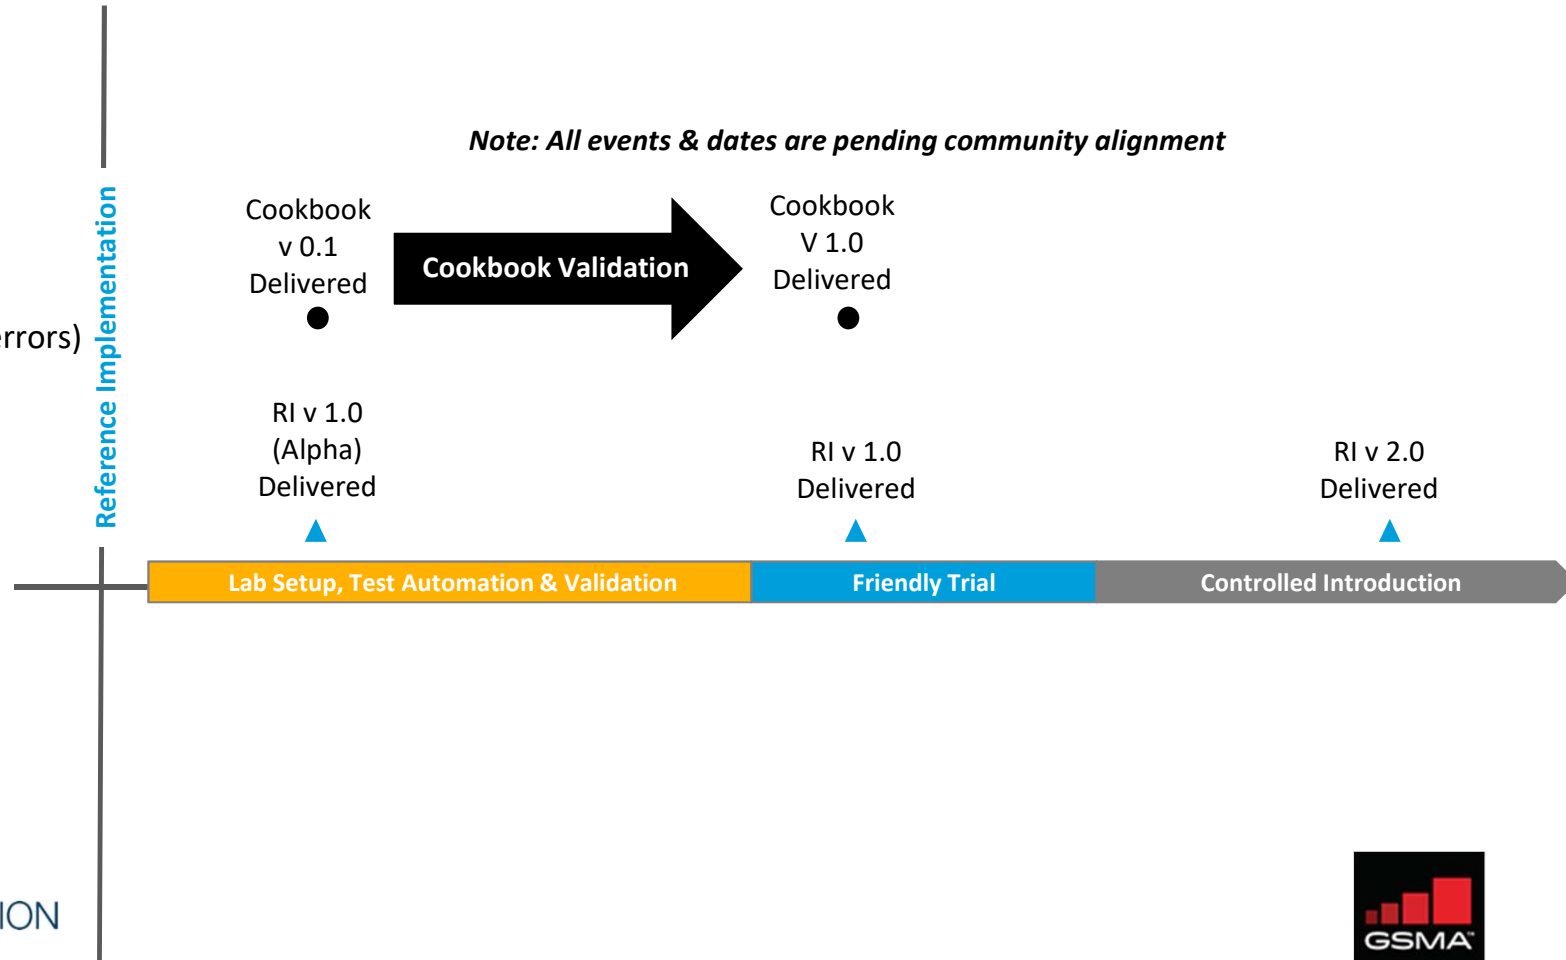 Note: All events & dates are pending community alignment
Reference Implementation
Cookbook
v 0.1
Delivered
Cookbook Validation
Cookbook
V 1.0
Delivered
errors)
RI v 1.0
(Alpha)
Delivered
RI v 1.0
Delivered
RI v 2.0
Delivered
Lab Setup, Test Automation & Validation
Friendly Trial
Controlled Introduction
ION
GSMA™